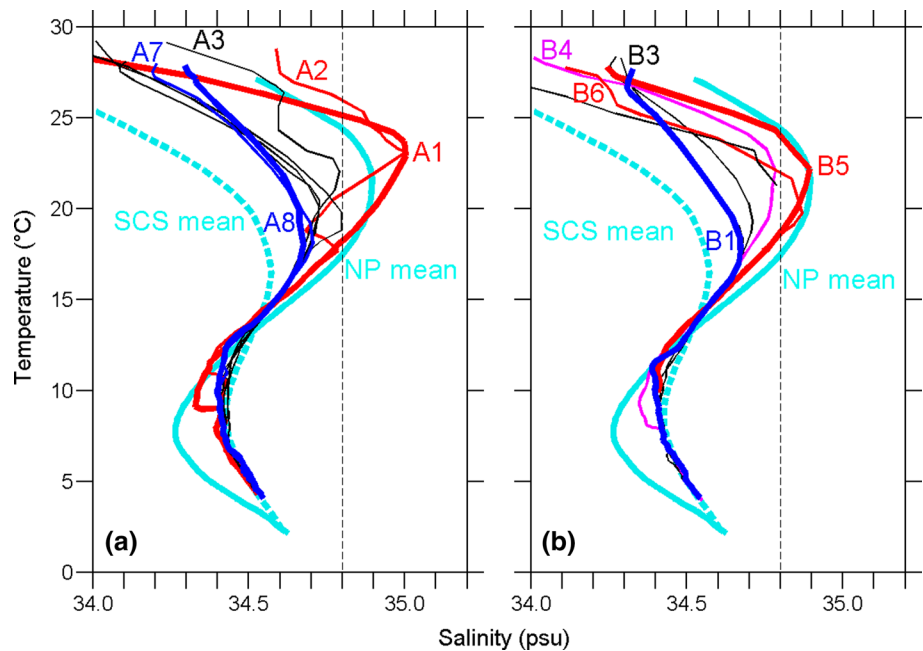 30
25
20
15
10
5
0
Temperature (°C)
A7
A3
A2
A1
A8
SCS mean
NP mean
(a)
34.0
34.5
35.0
B4
B3
B6
B5
B1
SCS mean
NP mean
(b)
34.0
34.5
35.0
Salinity (psu)